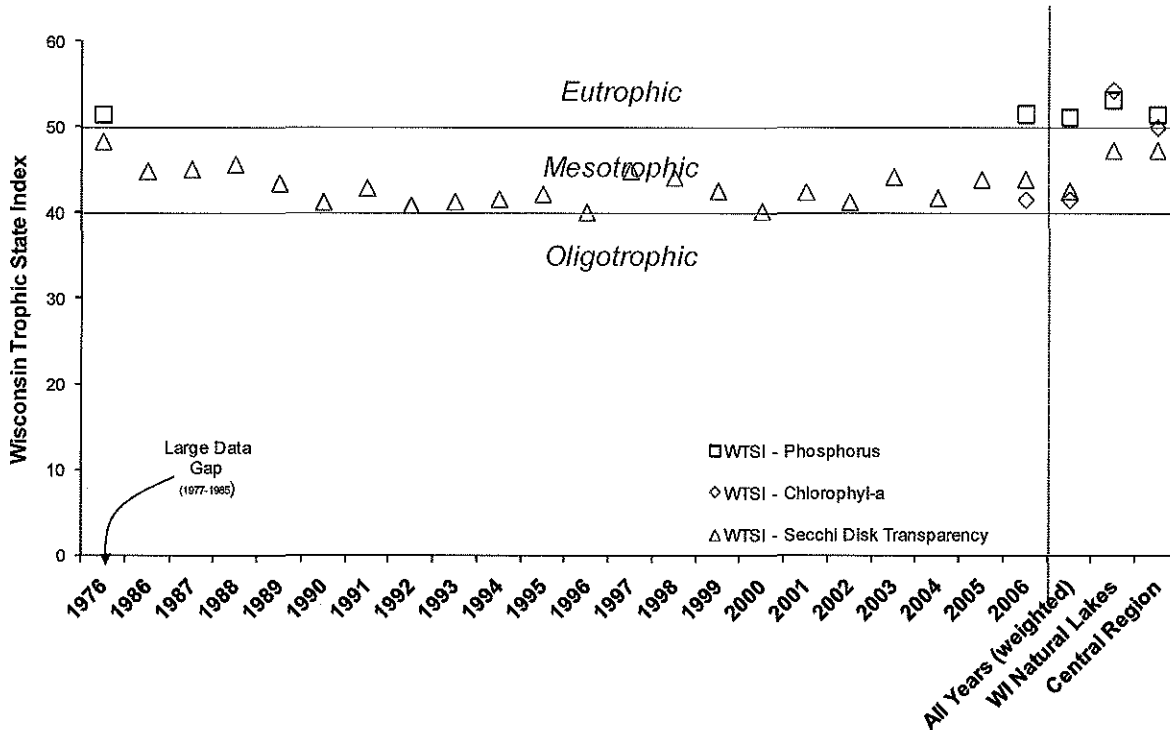 60
50
40
30
20
10
0
Wisconsin Trophic State Index
Eutrophic
Mesotrophic
Oligotrophic
Large Data
Gap
(1977-1985)
WTSI - Phosphorus
WTSI - Chlorophyl-a
WTSI - Secchi Disk Transparency
1976
1986
1987
1988
1989
1990
1991
1992
1993
1994
1995
1996
1997
1998
1999
2000
2001
2002
2003
2004
2005
2006
All Years (weighted)
WI Natural Lakes
Central Region